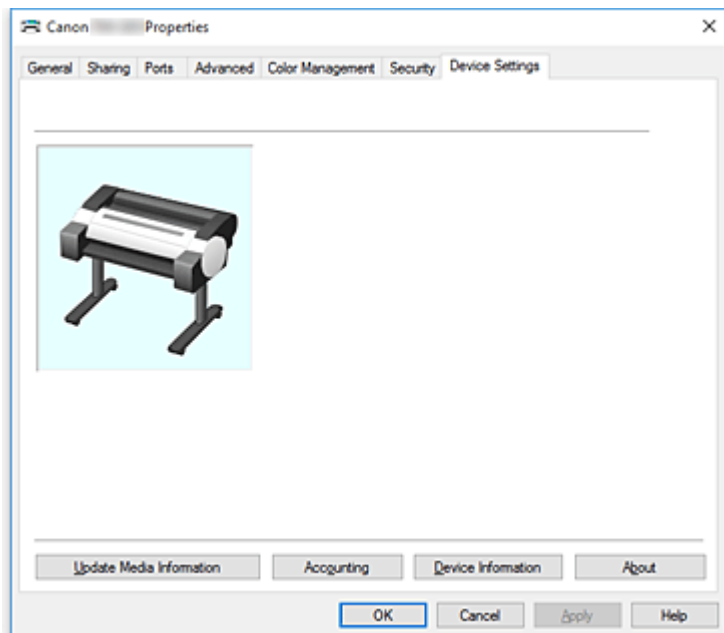 Canon Properties
General Sharing Ports Advanced Color Management Security Device Settings
Update Media Information Accounting Device Information About
OK Cancel Apply Help